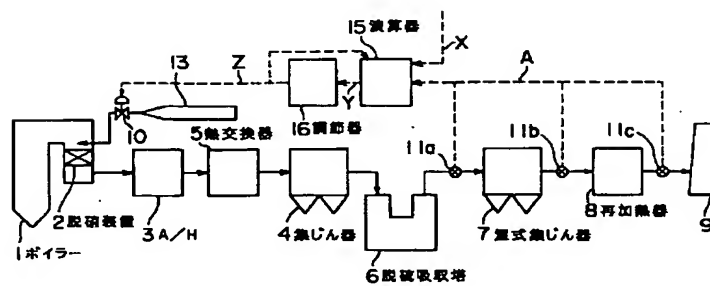 15演算器
X
A
Z
13
Y
16調節器
10
5熱交換器
11a
11b
11c
2脱硝装置
3A/H
4集じん器
7湿式集じん器
8再加熱器
9
1ボイラー
6脱硫吸収塔